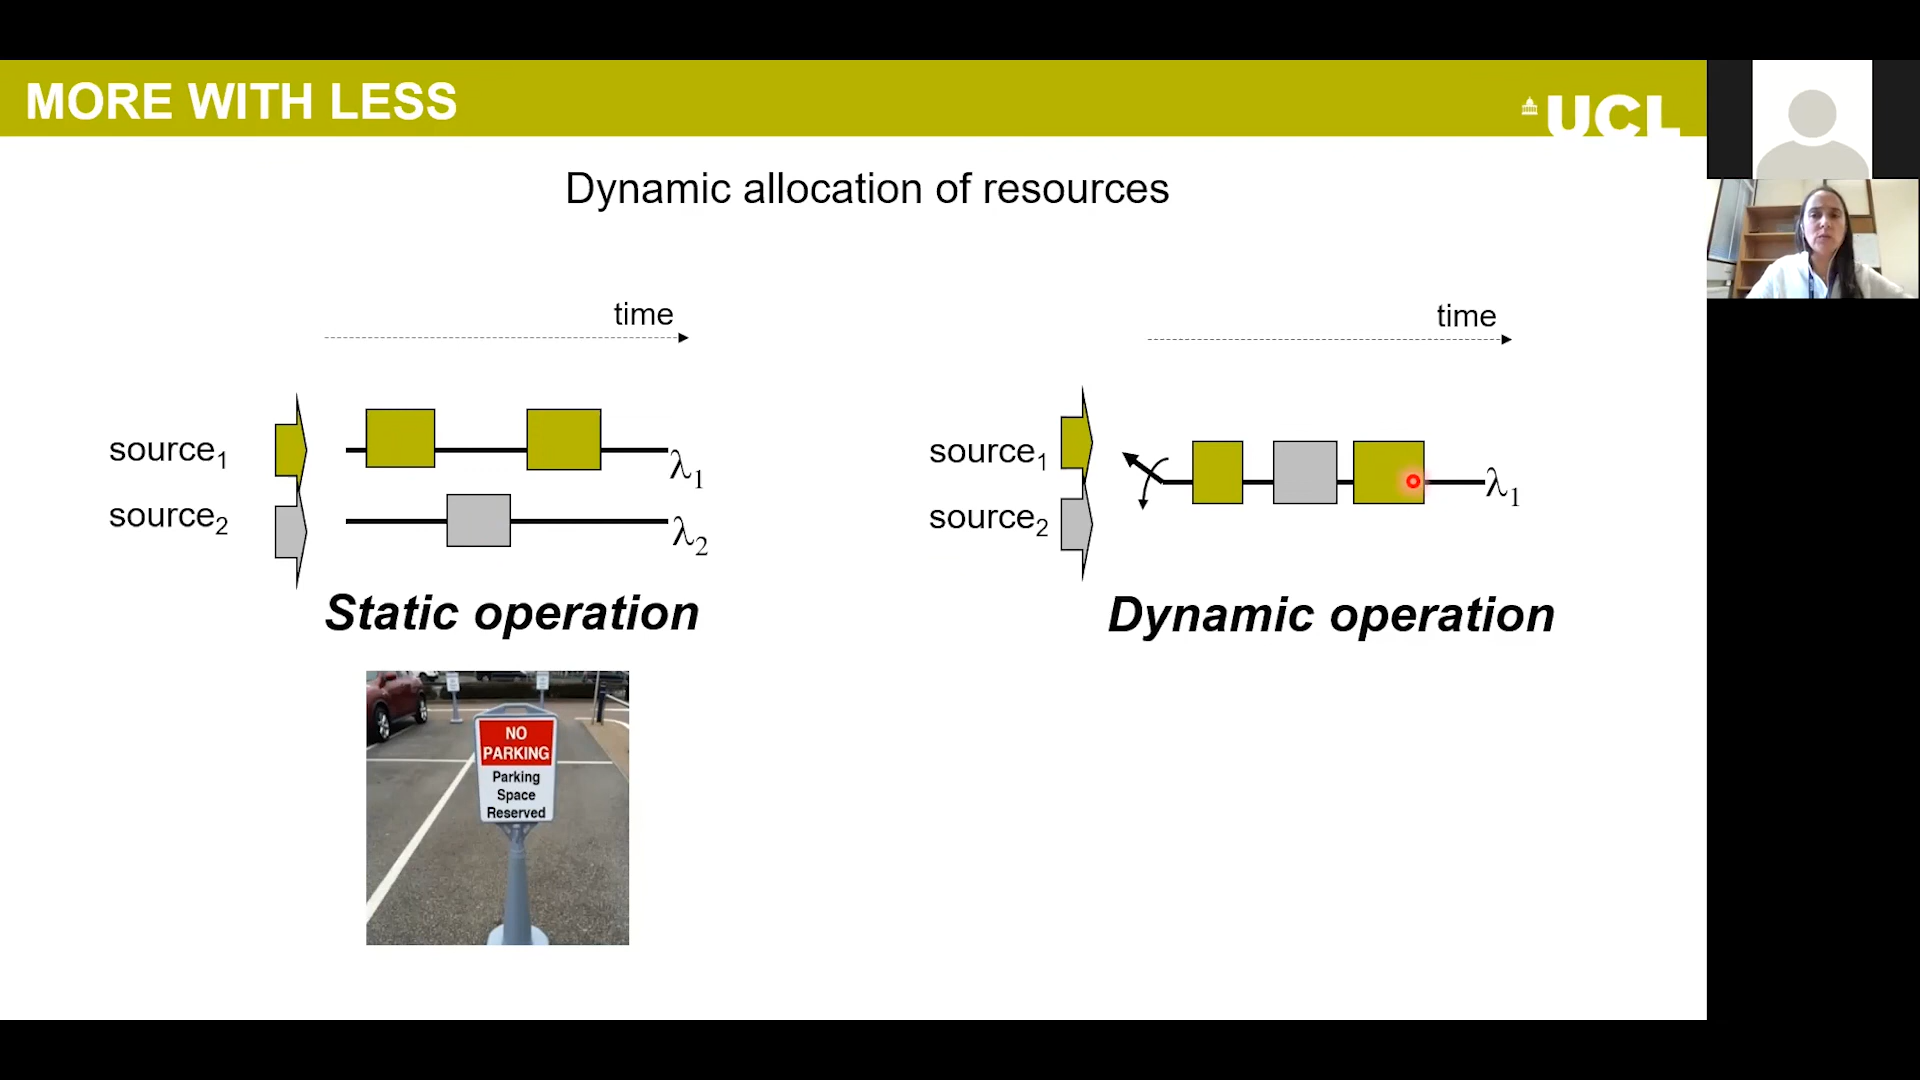 MORE WITH LESS
UCL
Dynamic allocation of resources
time
time
source1
λ1
source2
λ2
source1
λ1
source2
Static operation
Dynamic operation
NO
PARKING
Parking
Space
Reserved